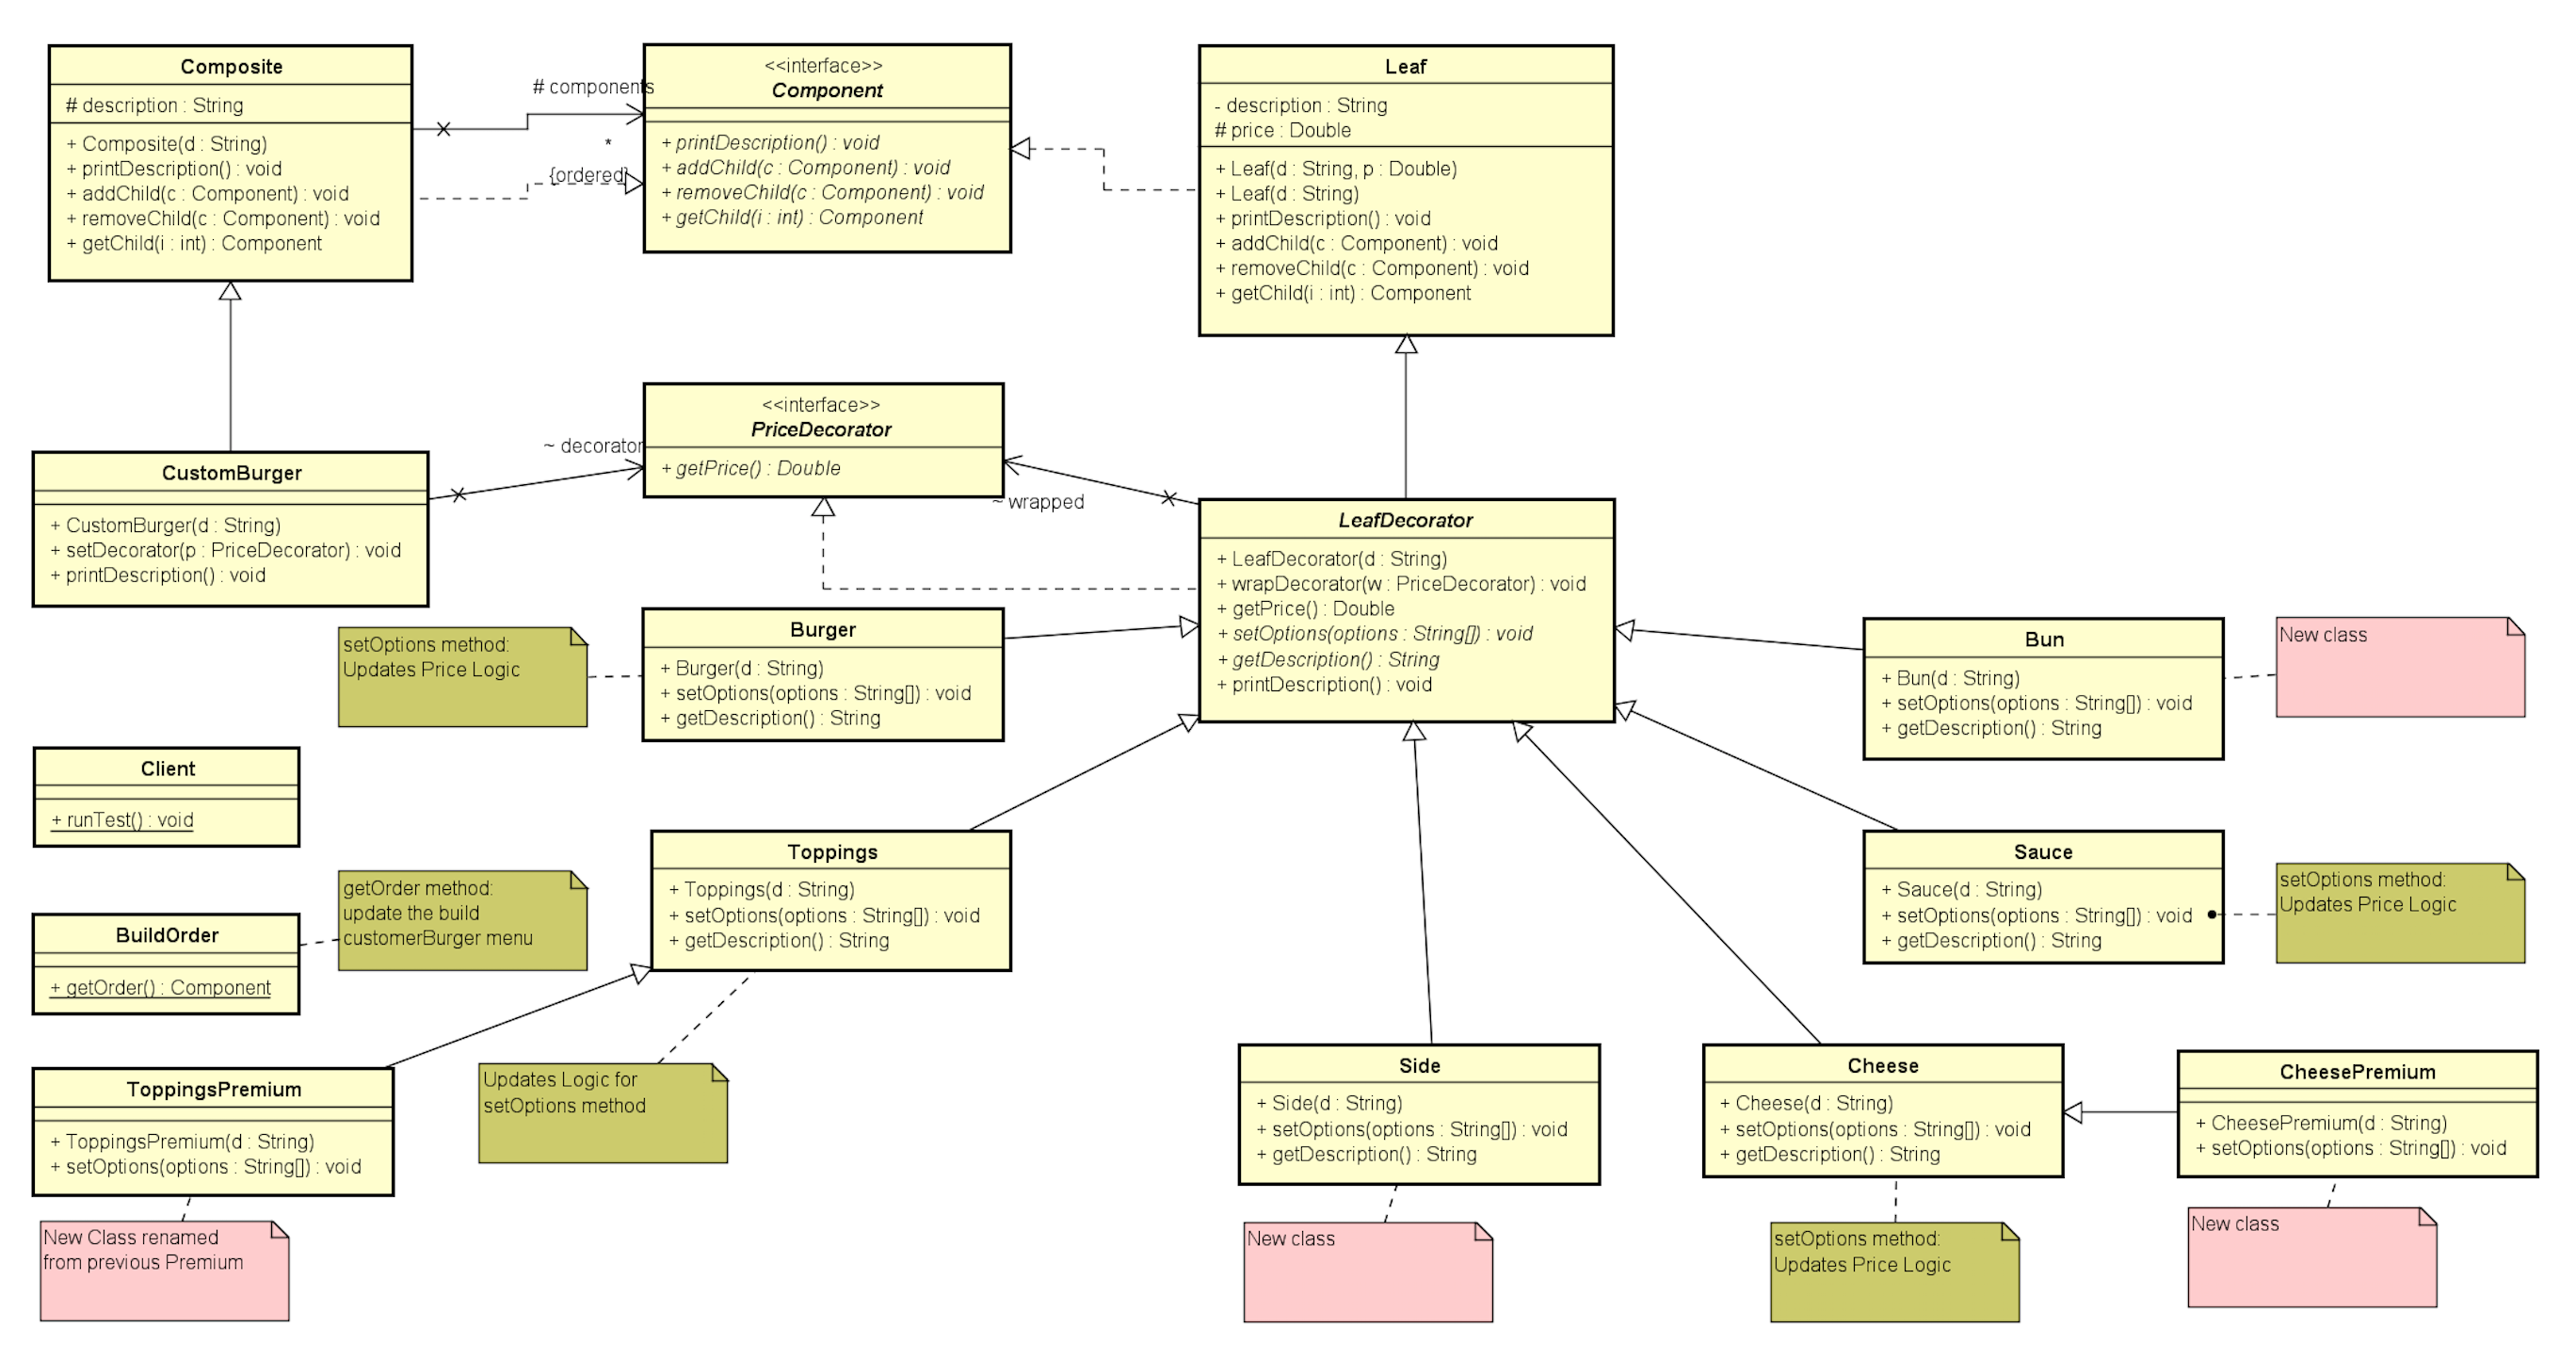 Composite
# description : String
+ Composite(d : String)
+ printDescription() : void
+ addChild(c : Component) : void
+ removeChild(c : Component) : void
+ getChild(i : int) : Component
# components
*
{ordered}
<<interface>>
Component
+ printDescription() : void
+ addChild(c : Component) : void
+ removeChild(c : Component) : void
+ getChild(i : int) : Component
Leaf
- description : String
# price : Double
+ Leaf(d : String, p : Double)
+ Leaf(d : String)
+ printDescription() : void
+ addChild(c : Component) : void
+ removeChild(c : Component) : void
+ getChild(i : int) : Component
CustomBurger
+ CustomBurger(d : String)
+ setDecorator(p : PriceDecorator) : void
+ printDescription() : void
~ decorator
<<interface>>
PriceDecorator
+ getPrice() : Double
~ wrapped
LeafDecorator
+ LeafDecorator(d : String)
+ wrapDecorator(w : PriceDecorator) : void
+ getPrice() : Double
+ setOptions(options : String[]) : void
+ getDescription() : String
+ printDescription() : void
setOptions method:
Updates Price Logic
Burger
+ Burger(d : String)
+ setOptions(options : String[]) : void
+ getDescription() : String
Bun
+ Bun(d : String)
+ setOptions(options : String[]) : void
+ getDescription() : String
New class
Client
+ runTest() : void
getOrder method:
update the build
customerBurger menu
BuildOrder
+ getOrder() : Component
Toppings
+ Toppings(d : String)
+ setOptions(options : String[]) : void
+ getDescription() : String
Sauce
+ Sauce(d : String)
+ setOptions(options : String[]) : void
+ getDescription() : String
setOptions method:
Updates Price Logic
ToppingsPremium
+ ToppingsPremium(d : String)
+ setOptions(options : String[]) : void
Updates Logic for
setOptions method
Side
+ Side(d : String)
+ setOptions(options : String[]) : void
+ getDescription() : String
Cheese
+ Cheese(d : String)
+ setOptions(options : String[]) : void
+ getDescription() : String
CheesePremium
+ CheesePremium(d : String)
+ setOptions(options : String[]) : void
New Class renamed
from previous Premium
New class
setOptions method:
Updates Price Logic
New class